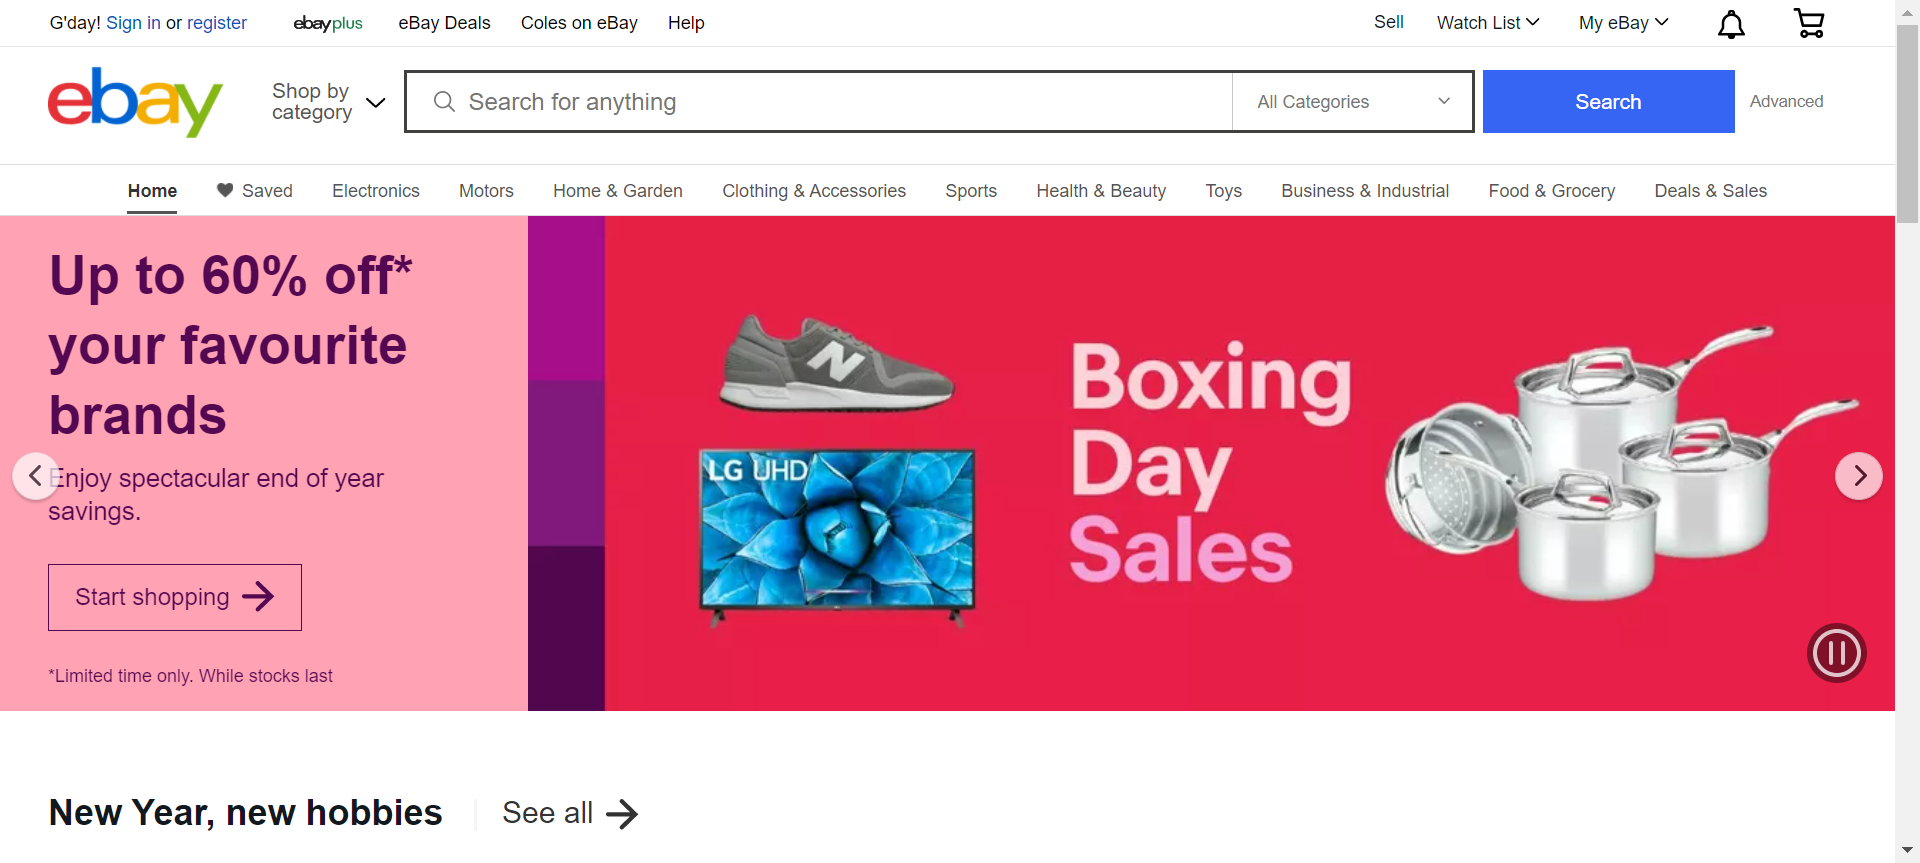 G'day! Sign in or register
ebayplus
eBay Deals
Coles on eBay
Help
Sell
Watch List
My eBay
ebay
Shop by
category
Search for anything
All Categories
Search
Advanced
Home
Saved
Electronics
Motors
Home & Garden
Clothing & Accessories
Sports
Health & Beauty
Toys
Business & Industrial
Food & Grocery
Deals & Sales
Up to 60% off*
your favourite
brands
Enjoy spectacular end of year
savings.
Start shopping
*Limited time only. While stocks last
N
LG UHD
Boxing
Day
Sales
New Year, new hobbies
See all